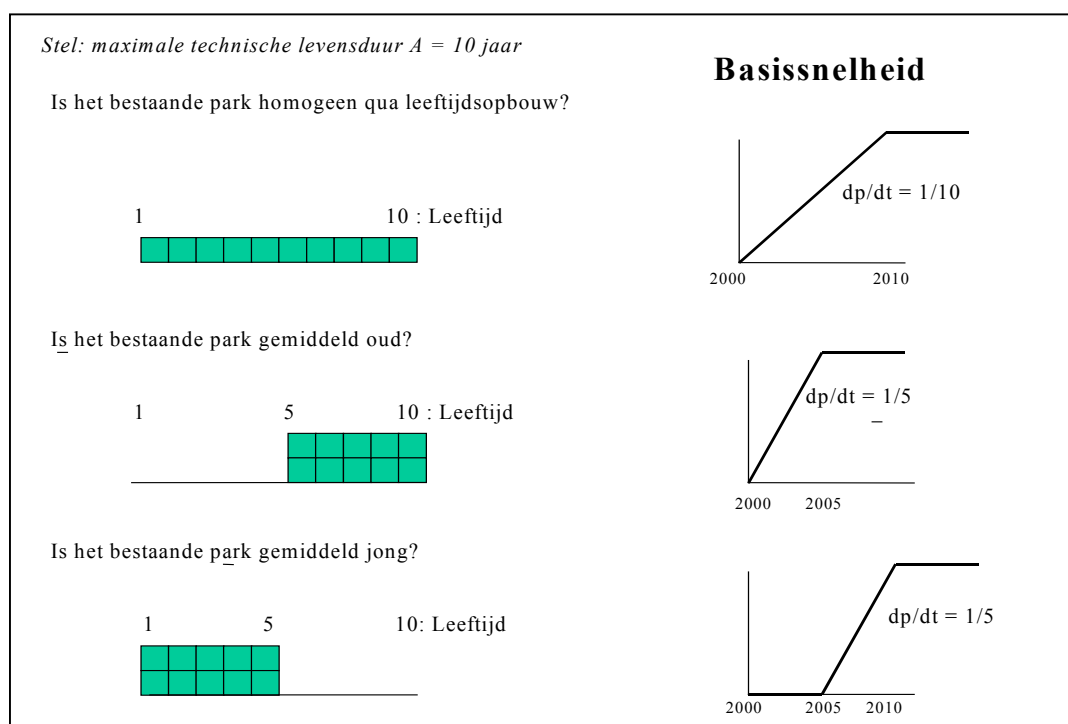 Stel: maximale technische levensduur A = 10 jaar
Basissnelheid
Is het bestaande park homogeen qua leeftijdsopbouw?
1 10 : Leeftijd
dp/dt = 1/10
2000 2010
Is het bestaande park gemiddeld oud?
1 5 10 : Leeftijd
dp/dt = 1/5
2000 2005
Is het bestaande park gemiddeld jong?
1 5 10: Leeftijd
dp/dt = 1/5
2000 2005 2010